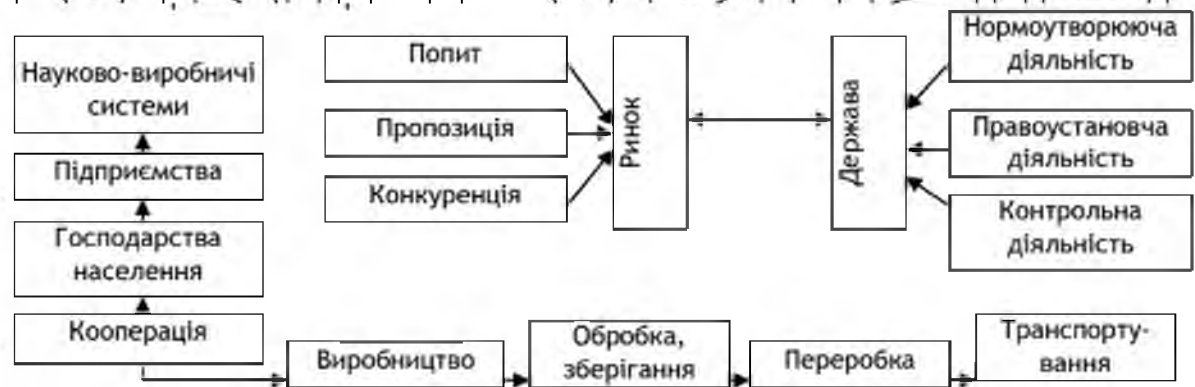 Науково-виробничі
системи
Підприємства
Господарства
населення
Кооперація
Попит
Пропозиція
Конкуренція
Ринок
Держава
Нормоутворююча
діяльність
Правоустановча
діяльність
Контрольна
діяльність
Виробництво
Обробка,
зберігання
Переробка
Транспорту-
вання